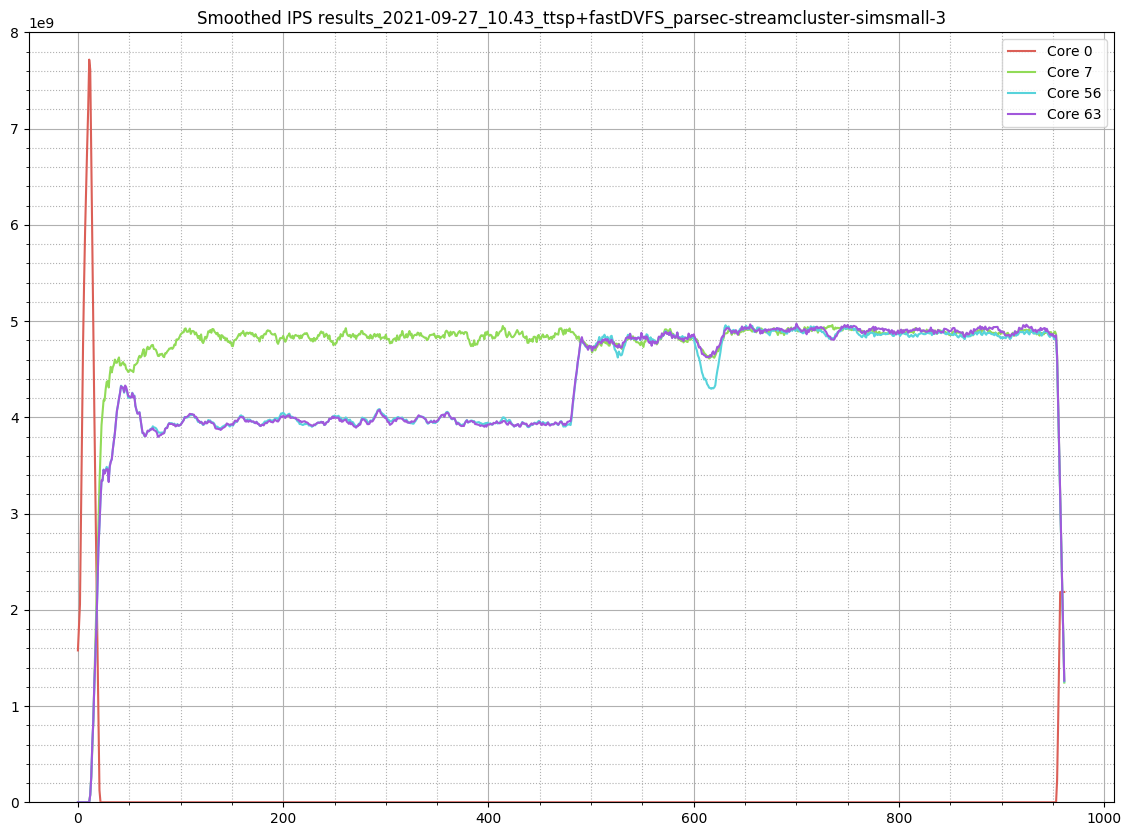 Smoothed IPS results_2021-09-27_10.43_ttsp+fastDVFS_parsec-streamcluster-simsmall-3
1e9
8
7
6
5
4
3
2
1
0
0 200 400 600 800 1000
Core 0
Core 7
Core 56
Core 63